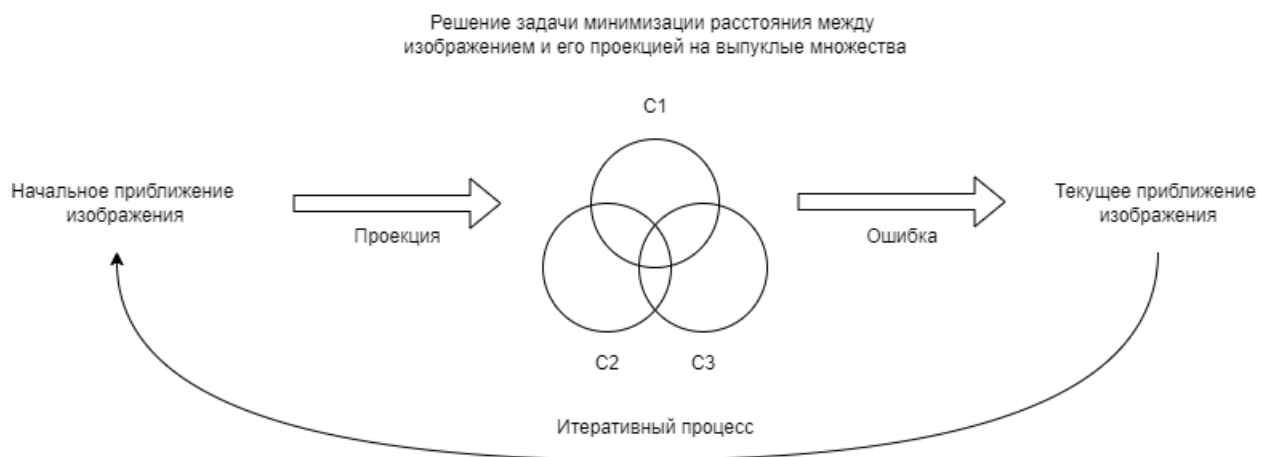 Решение задачи минимизации расстояния между
изображением и его проекцией на выпуклые множества
C1
Начальное приближение
изображения
Проекция
Ошибка
Текущее приближение
изображения
C2
C3
Итеративный процесс